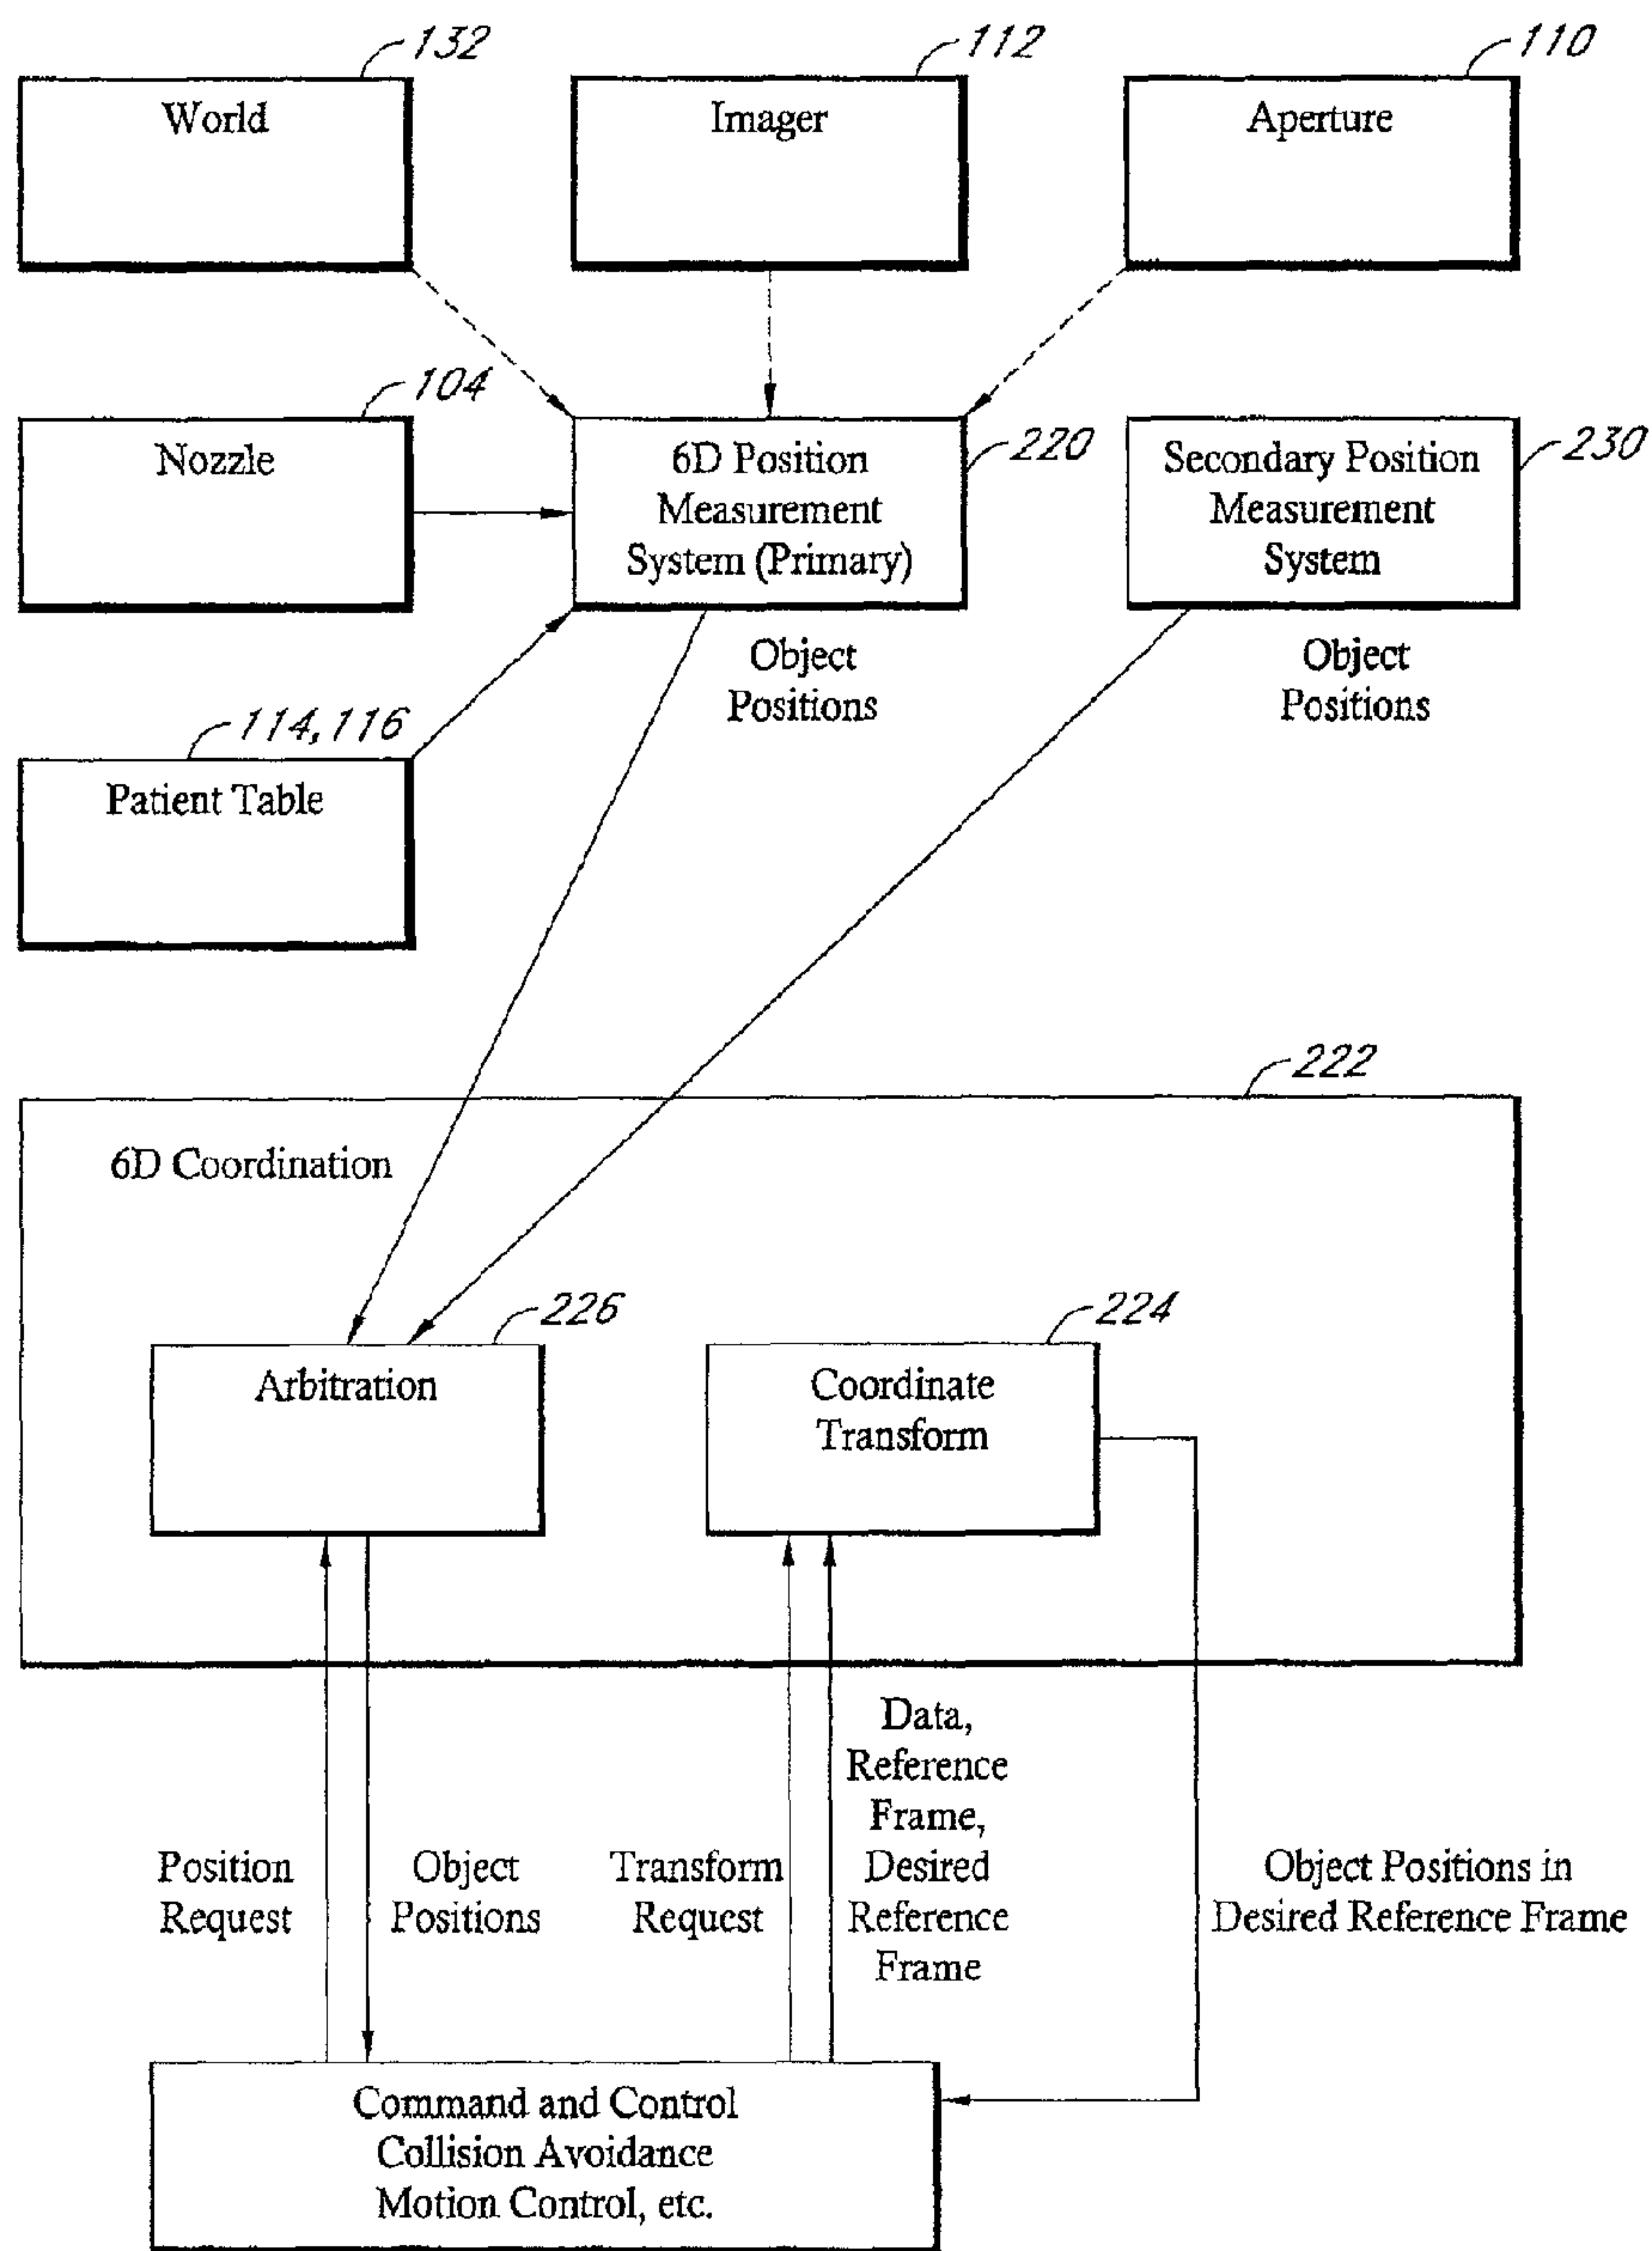 132
112
110
World
Imager
Aperture
104
220
230
Nozzle
6D Position
Measurement
System (Primary)
Secondary Position
Measurement
System
Object
Positions
Object
Positions
114, 116
Patient Table
222
6D Coordination
226
224
Arbitration
Coordinate
Transform
Position
Request
Object
Positions
Transform
Request
Data,
Reference
Frame,
Desired
Reference
Frame
Object Positions in
Desired Reference Frame
Command and Control
Collision Avoidance
Motion Control, etc.